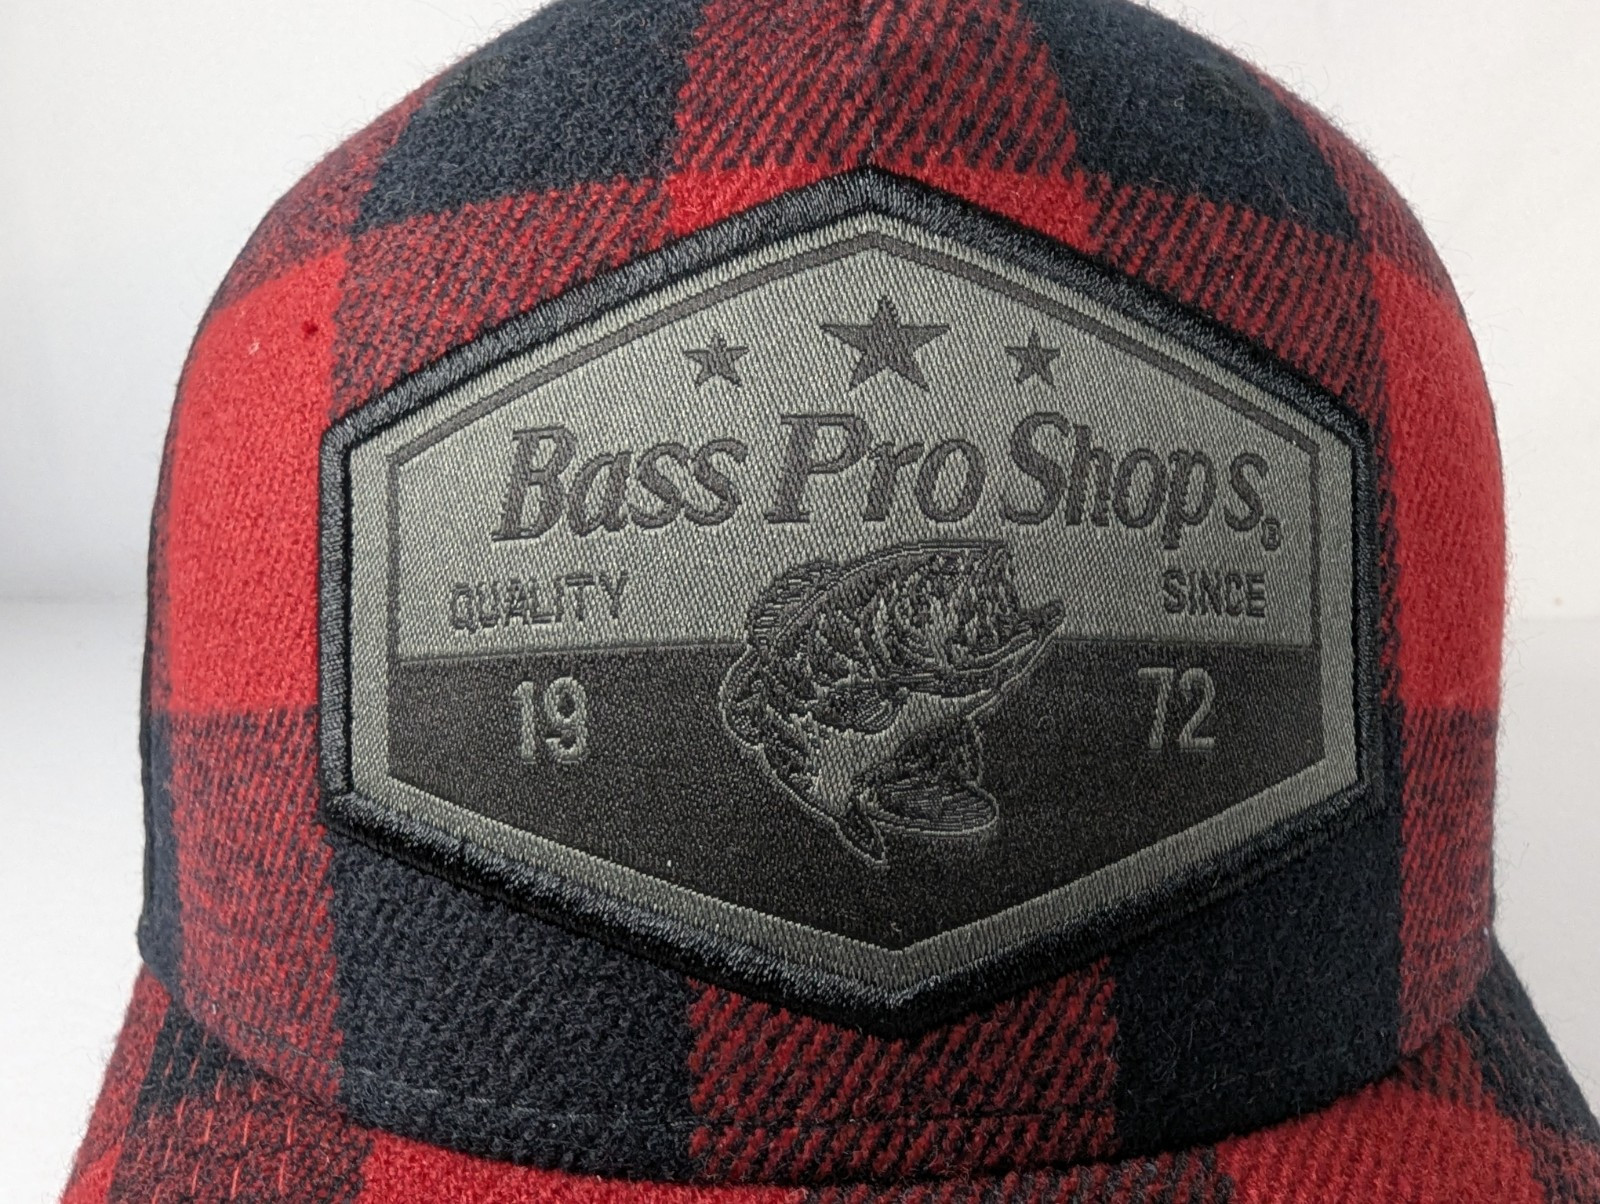 Bass Pro Shops
QUALITY SINCE
19 72